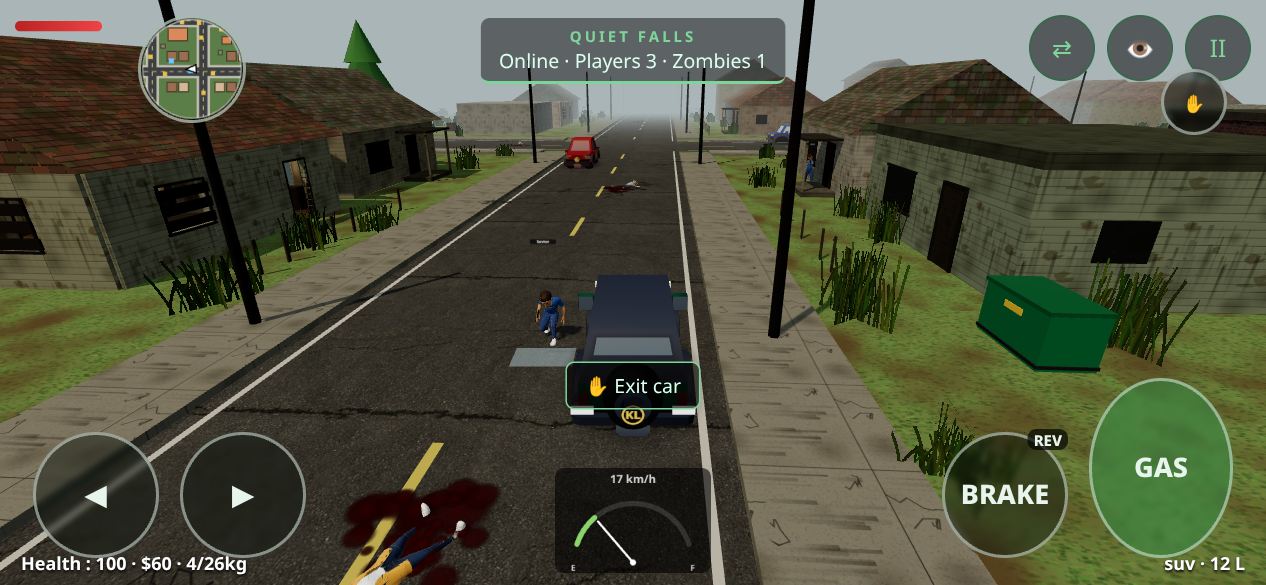 QUIET FALLS
Online · Players 3 · Zombies 1
⇄
II
✋ Exit car
KL
17 km/h
E F
◀ ▶
REV
BRAKE
GAS
Health : 100 · $60 · 4/26kg
suv · 12 L